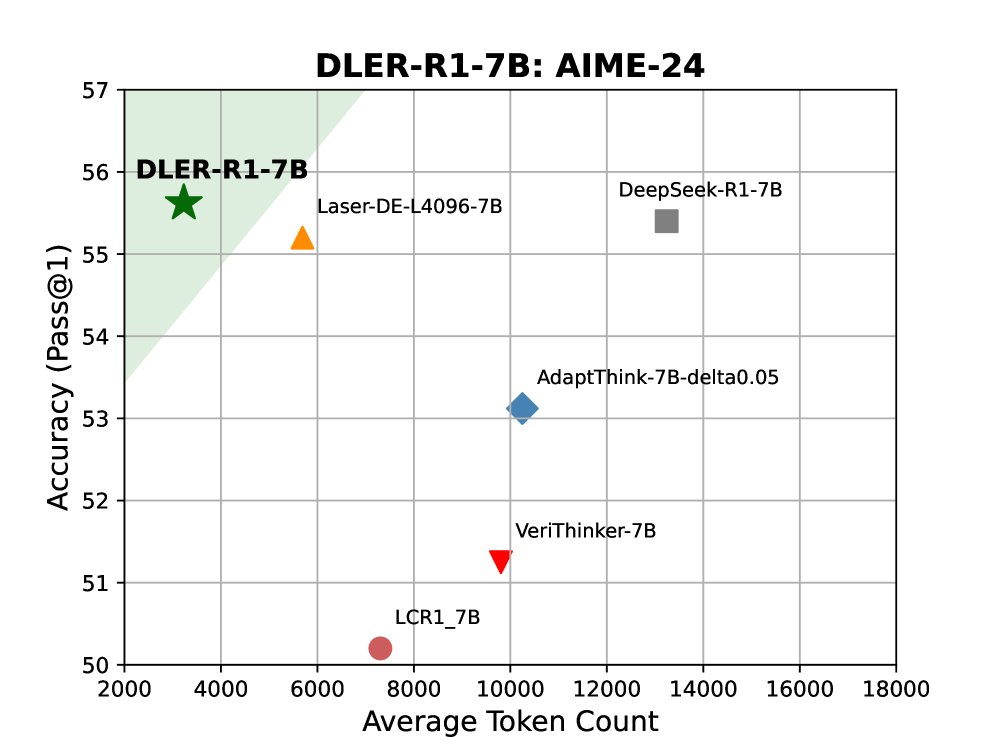 DLER-R1-7B: AIME-24
57
56
55
54
53
52
51
50
Accuracy (Pass@1)
DLER-R1-7B
Laser-DE-L4096-7B
DeepSeek-R1-7B
AdaptThink-7B-delta0.05
VeriThinker-7B
LCR1_7B
2000 4000 6000 8000 10000 12000 14000 16000 18000
Average Token Count